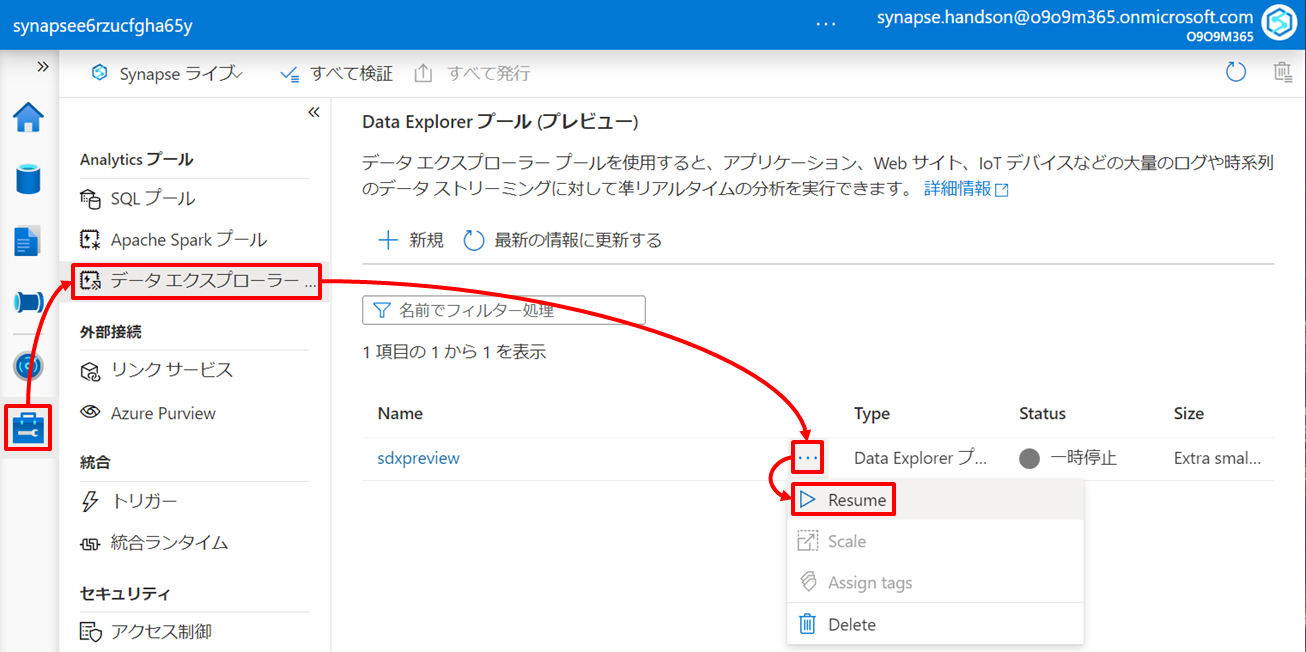 synapsee6rzucfgha65y
...
synapse.handson@o9o9m365.onmicrosoft.com
O9O9M365
Synapse ライブ
すべて検証
すべて発行
Analytics プール
SQL プール
Apache Spark プール
データ エクスプローラー ...
外部接続
リンク サービス
Azure Purview
統合
トリガー
統合ランタイム
セキュリティ
アクセス制御
Data Explorer プール (プレビュー)
データ エクスプローラー プールを使用すると、アプリケーション、Web サイト、IoT デバイスなどの大量のログや時系列
のデータ ストリーミングに対して準リアルタイムの分析を実行できます。 詳細情報
新規
最新の情報に更新する
名前でフィルター処理
1 項目の 1 から 1 を表示
Name Type Status Size
sdxpreview ... Data Explorer プ... 一時停止 Extra smal...
Resume
Scale
Assign tags
Delete